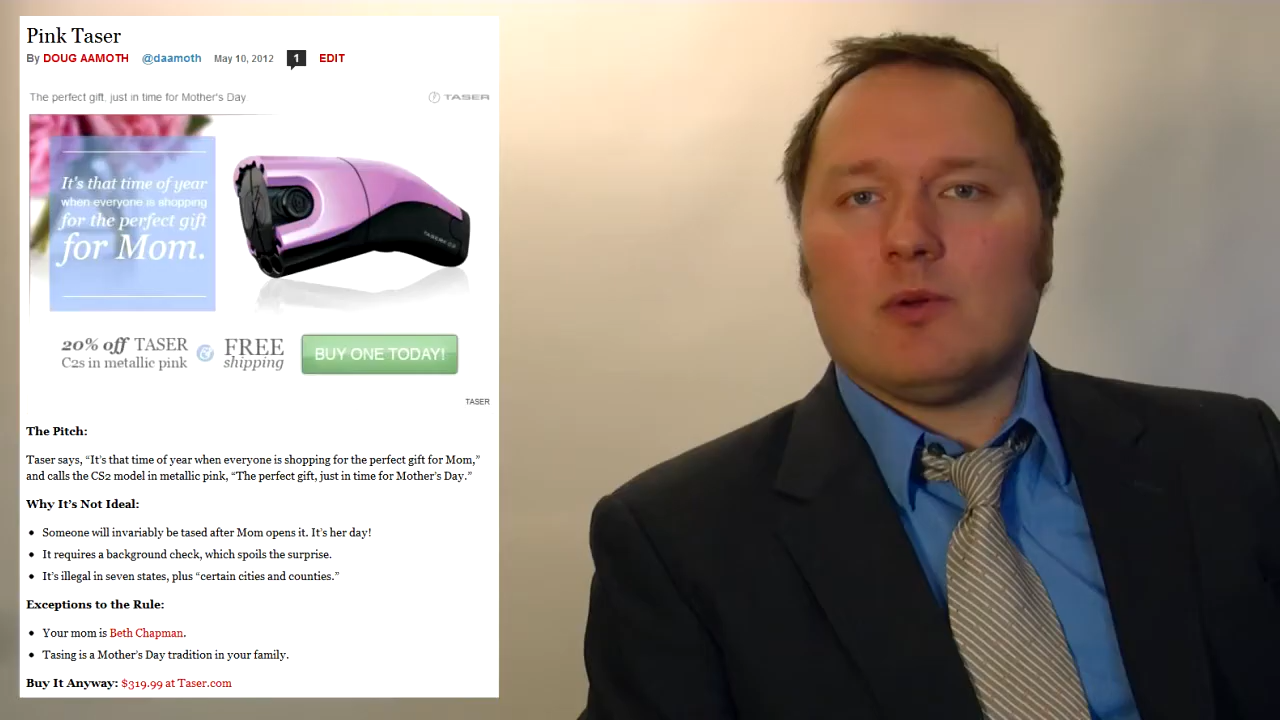 Pink Taser
By DOUG AAMOTH @daamoth May 10, 2012 1 EDIT
The perfect gift, just in time for Mother's Day
TASER
It's that time of year
when everyone is shopping
for the perfect gift
for Mom.
20% off TASER
C2s in metallic pink
&
FREE
shipping
BUY ONE TODAY!
TASER
The Pitch:
Taser says, “It’s that time of year when everyone is shopping for the perfect gift for Mom,”
and calls the CS2 model in metallic pink, “The perfect gift, just in time for Mother’s Day.”
Why It’s Not Ideal:
• Someone will invariably be tased after Mom opens it. It’s her day!
• It requires a background check, which spoils the surprise.
• It’s illegal in seven states, plus “certain cities and counties.”
Exceptions to the Rule:
• Your mom is Beth Chapman.
• Tasing is a Mother’s Day tradition in your family.
Buy It Anyway: $319.99 at Taser.com